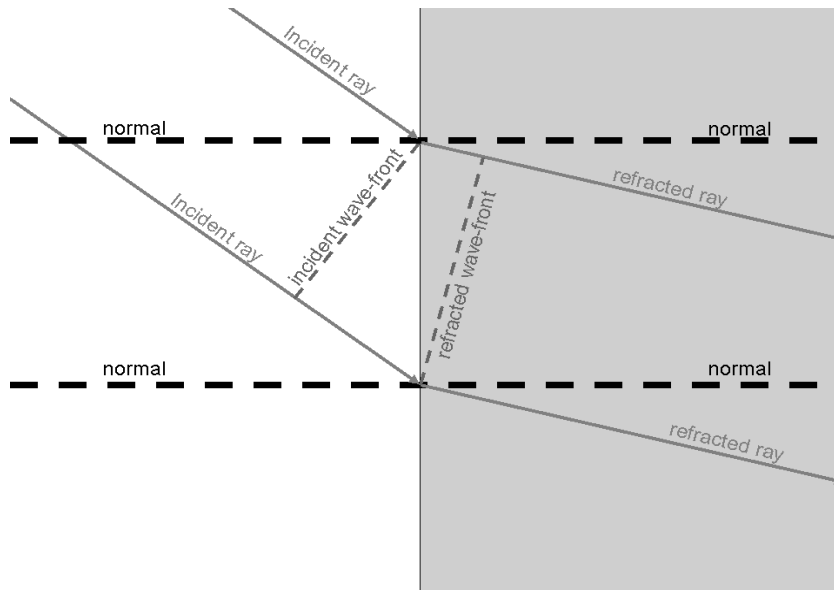 Incident ray
normal
normal
incident wave-front
refracted ray
Incident ray
refracted wave-front
normal
normal
refracted ray